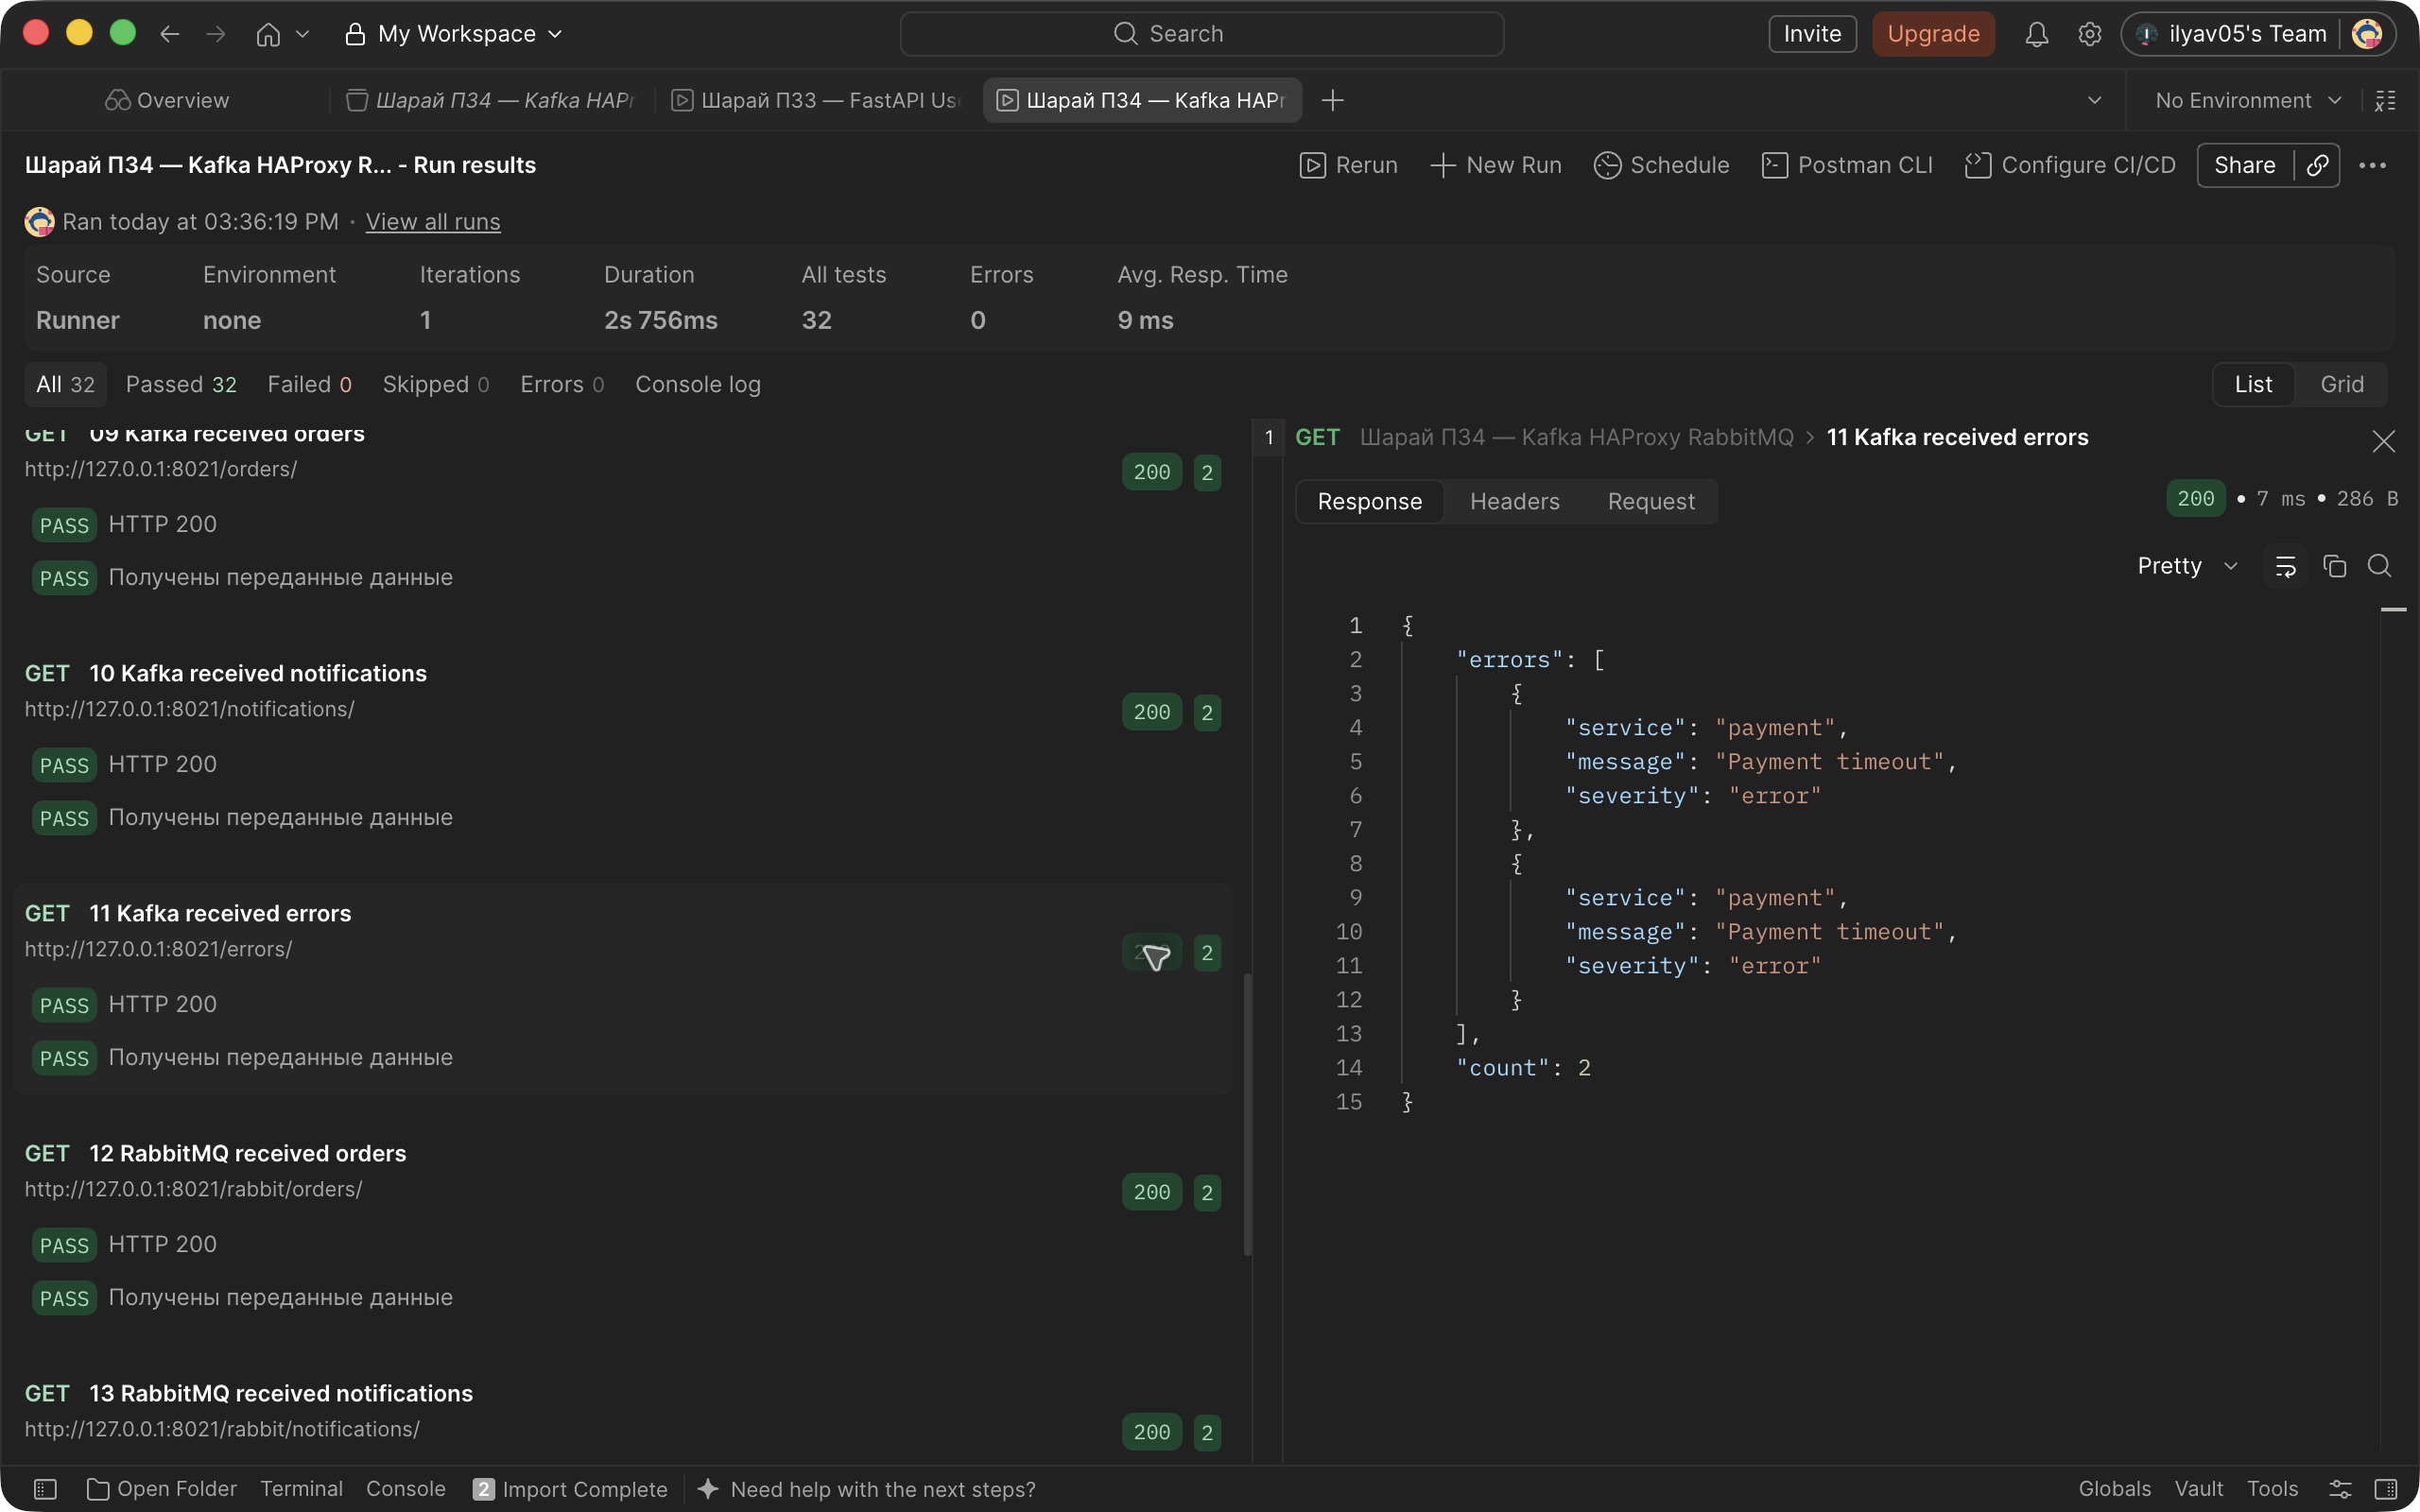 My Workspace
Search
Invite
Upgrade
ilyav05's Team
Overview
Шарай П34 — Kafka HAPr
Шарай П33 — FastAPI Use
Шарай П34 — Kafka HAPr
No Environment
Шарай П34 — Kafka HAProxy R... - Run results
Rerun
New Run
Schedule
Postman CLI
Configure CI/CD
Share
Ran today at 03:36:19 PM · View all runs
Source Environment Iterations Duration All tests Errors Avg. Resp. Time
Runner none 1 2s 756ms 32 0 9 ms
All 32 Passed 32 Failed 0 Skipped 0 Errors 0 Console log
List Grid
GET 09 Kafka received orders
http://127.0.0.1:8021/orders/
200 2
PASS HTTP 200
PASS Получены переданные данные
GET 10 Kafka received notifications
http://127.0.0.1:8021/notifications/
200 2
PASS HTTP 200
PASS Получены переданные данные
GET 11 Kafka received errors
http://127.0.0.1:8021/errors/
2
PASS HTTP 200
PASS Получены переданные данные
GET 12 RabbitMQ received orders
http://127.0.0.1:8021/rabbit/orders/
200 2
PASS HTTP 200
PASS Получены переданные данные
GET 13 RabbitMQ received notifications
http://127.0.0.1:8021/rabbit/notifications/
200 2
1
GET Шарай П34 — Kafka HAProxy RabbitMQ > 11 Kafka received errors
Response Headers Request
200 • 7 ms • 286 B
Pretty
1 {
2 "errors": [
3 {
4 "service": "payment",
5 "message": "Payment timeout",
6 "severity": "error"
7 },
8 {
9 "service": "payment",
10 "message": "Payment timeout",
11 "severity": "error"
12 }
13 ],
14 "count": 2
15 }
Open Folder
Terminal
Console
2 Import Complete
Need help with the next steps?
Globals
Vault
Tools